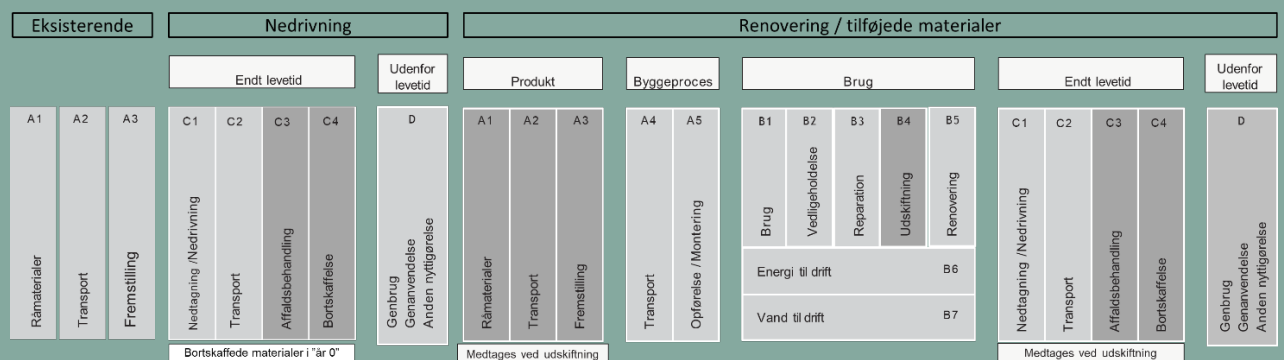 Eksisterende
Nedrivning
Renovering / tilføjede materialer
Endt levetid
Udenfor
levetid
Produkt
Byggeproces
Brug
Endt levetid
Udenfor
levetid
A1
A2
A3
C1
C2
C3
C4
D
A1
A2
A3
A4
A5
B1
B2
B3
B4
B5
C1
C2
C3
C4
D
Råmaterialer
Transport
Fremstilling
Nedtagning /Nedrivning
Transport
Affaldsbehandling
Bortskaffelse
Genbrug
Genanvendelse
Anden nyttigørelse
Råmaterialer
Transport
Fremstilling
Transport
Opførelse / Montering
Brug
Vedligeholdelse
Reparation
Udskiftning
Renovering
Energi til drift B6
Vand til drift B7
Nedtagning /Nedrivning
Transport
Affaldsbehandling
Bortskaffelse
Genbrug
Genanvendelse
Anden nyttigørelse
Bortskaffede materialer i "år 0"
Medtages ved udskiftning
Medtages ved udskiftning